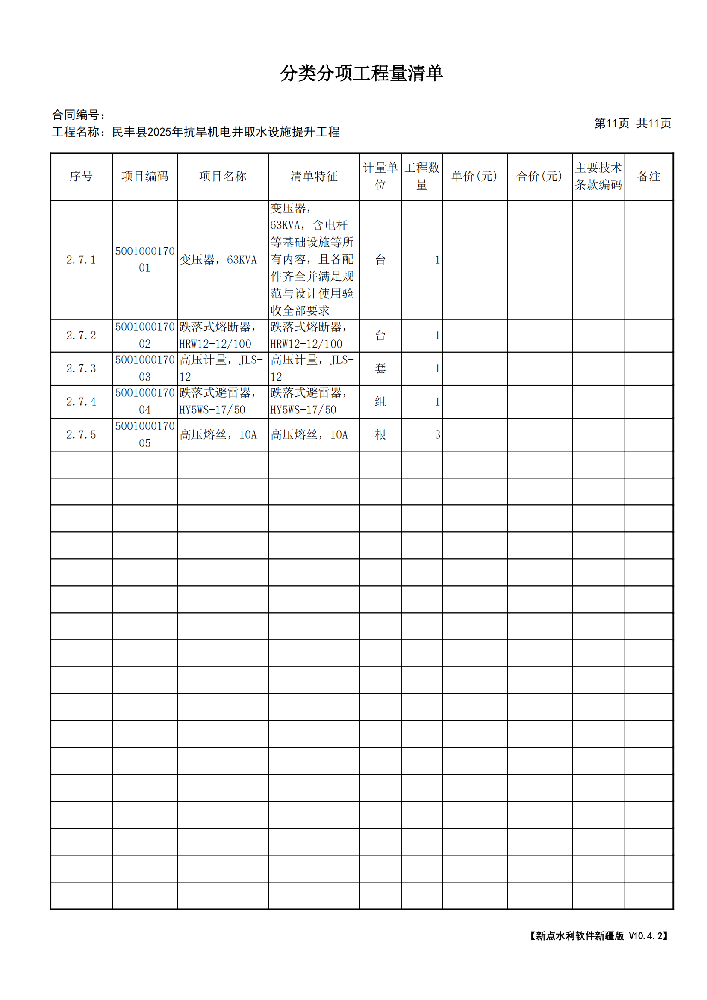 分类分项工程量清单
合同编号：
工程名称：民丰县2025年抗旱机电井取水设施提升工程
第11页 共11页
序号 项目编码 项目名称 清单特征 计量单位 工程数量 单价(元) 合价(元) 主要技术条款编码 备注
2.7.1
5001000170
01
变压器，63KVA
变压器，
63KVA，含电杆
等基础设施等所
有内容，且各配
件齐全并满足规
范与设计使用验
收全部要求
台
1
2.7.2
5001000170
02
跌落式熔断器，
HRW12-12/100
跌落式熔断器，
HRW12-12/100
台
1
2.7.3
5001000170
03
高压计量，JLS-
12
高压计量，JLS-
12
套
1
2.7.4
5001000170
04
跌落式避雷器，
HY5WS-17/50
跌落式避雷器，
HY5WS-17/50
组
1
2.7.5
5001000170
05
高压熔丝，10A
高压熔丝，10A
根
3
【新点水利软件新疆版 V10.4.2】